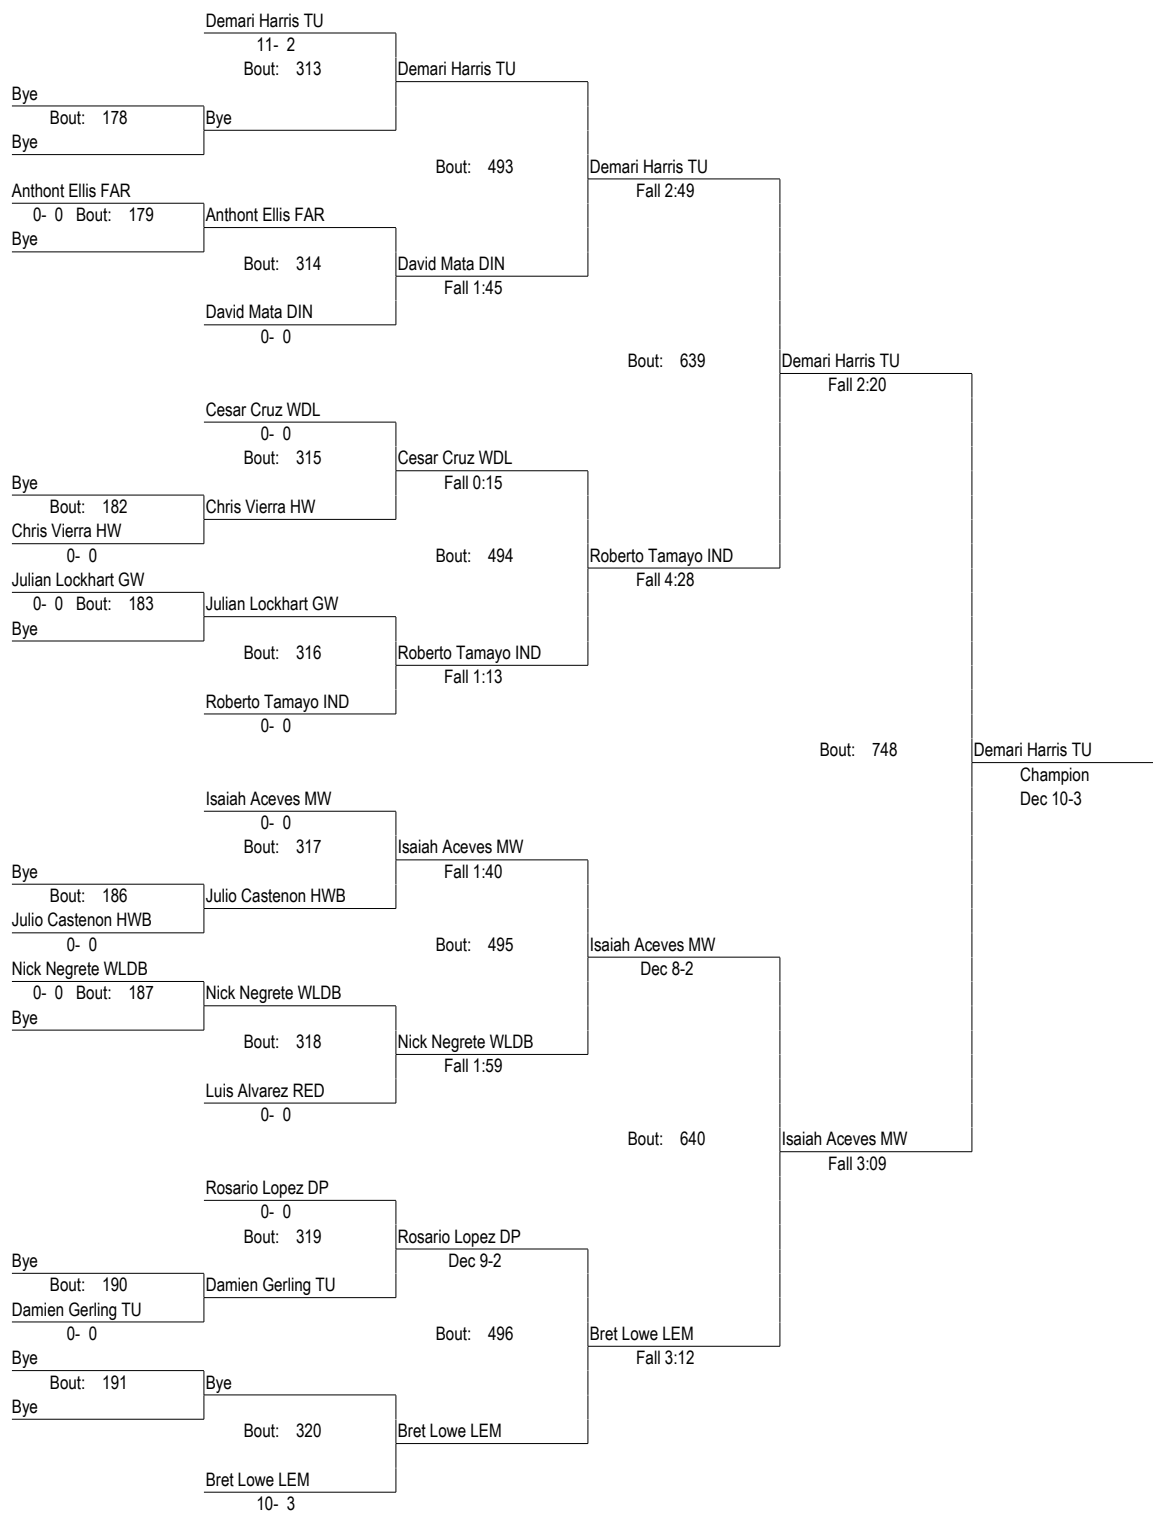 Demari Harris TU
11- 2
Bout: 313
Demari Harris TU
Bye
Bout: 178
Bye
Bye
Bout: 493
Demari Harris TU
Fall 2:49
Anthont Ellis FAR
0- 0 Bout: 179
Anthont Ellis FAR
Bye
Bout: 314
David Mata DIN
Fall 1:45
David Mata DIN
0- 0
Bout: 639
Demari Harris TU
Fall 2:20
Cesar Cruz WDL
0- 0
Bout: 315
Cesar Cruz WDL
Fall 0:15
Bye
Bout: 182
Chris Vierra HW
Chris Vierra HW
0- 0
Bout: 494
Roberto Tamayo IND
Fall 4:28
Julian Lockhart GW
0- 0 Bout: 183
Julian Lockhart GW
Bye
Bout: 316
Roberto Tamayo IND
Fall 1:13
Roberto Tamayo IND
0- 0
Bout: 748
Demari Harris TU
Champion
Dec 10-3
Isaiah Aceves MW
0- 0
Bout: 317
Isaiah Aceves MW
Fall 1:40
Bye
Bout: 186
Julio Castenon HWB
Julio Castenon HWB
0- 0
Bout: 495
Isaiah Aceves MW
Dec 8-2
Nick Negrete WLDB
0- 0 Bout: 187
Nick Negrete WLDB
Bye
Bout: 318
Nick Negrete WLDB
Fall 1:59
Luis Alvarez RED
0- 0
Bout: 640
Isaiah Aceves MW
Fall 3:09
Rosario Lopez DP
0- 0
Bout: 319
Rosario Lopez DP
Dec 9-2
Bye
Bout: 190
Damien Gerling TU
Damien Gerling TU
0- 0
Bout: 496
Bret Lowe LEM
Fall 3:12
Bye
Bout: 191
Bye
Bye
Bout: 320
Bret Lowe LEM
Bret Lowe LEM
10- 3